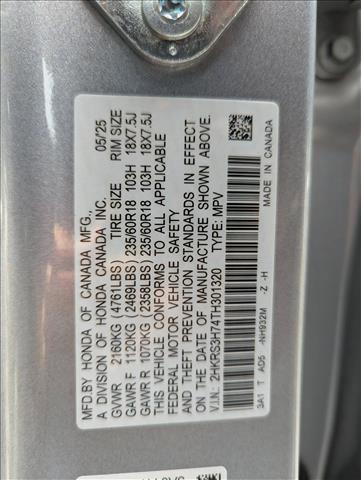 MFD.BY HONDA OF CANADA MFG., 05/25
A DIVISION OF HONDA CANADA INC.
GVWR 2160KG (4761LBS) TIRE SIZE RIM SIZE
GAWR F 1120KG (2469LBS) 235/60R18 103H 18X7.5J
GAWR R 1070KG (2358LBS) 235/60R18 103H 18X7.5J
THIS VEHICLE CONFORMS TO ALL APPLICABLE
FEDERAL MOTOR VEHICLE SAFETY, BUMPER,
AND THEFT PREVENTION STANDARDS IN EFFECT
ON THE DATE OF MANUFACTURE SHOWN ABOVE.
V.I.N.: 2HKRS3H74TH301320 TYPE: MPV
3A1 T AD5 -NH932M -Z -H MADE IN CANADA